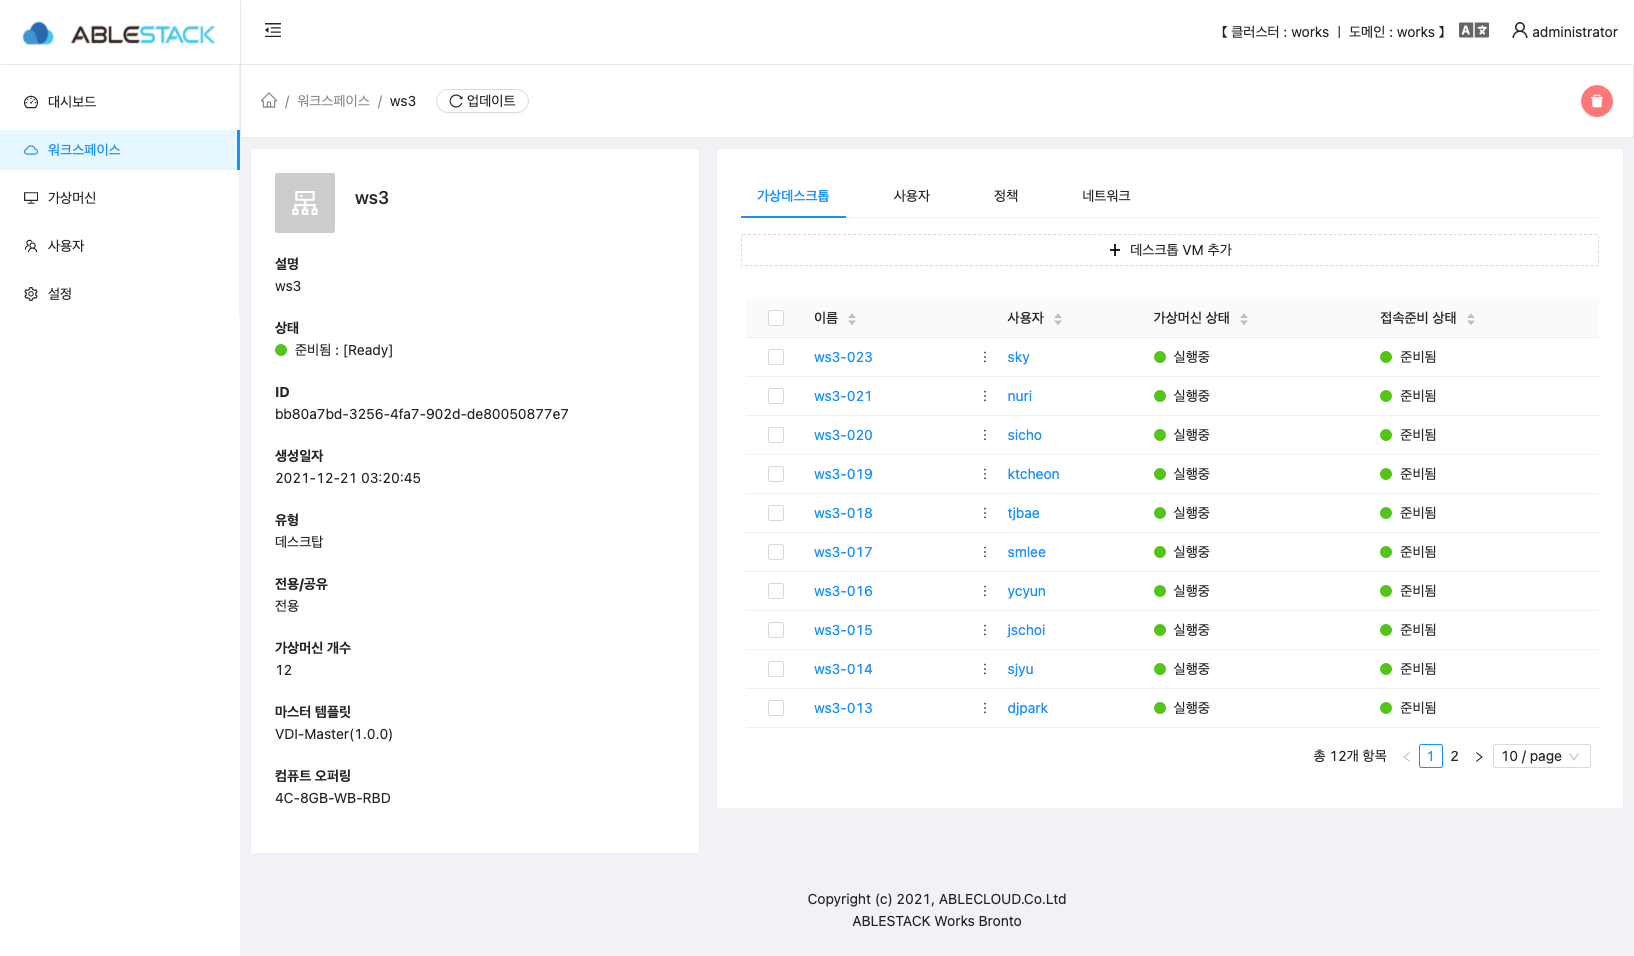 ABLESTACK
【 클러스터 : works ㅣ 도메인 : works 】
administrator
대시보드
워크스페이스
가상머신
사용자
설정
/ 워크스페이스 / ws3
업데이트
ws3
설명
ws3
상태
준비됨 : [Ready]
ID
bb80a7bd-3256-4fa7-902d-de80050877e7
생성일자
2021-12-21 03:20:45
유형
데스크탑
전용/공유
전용
가상머신 개수
12
마스터 템플릿
VDI-Master(1.0.0)
컴퓨트 오퍼링
4C-8GB-WB-RBD
가상데스크톱 사용자 정책 네트워크
+ 데스크톱 VM 추가
이름 사용자 가상머신 상태 접속준비 상태
ws3-023 sky 실행중 준비됨
ws3-021 nuri 실행중 준비됨
ws3-020 sicho 실행중 준비됨
ws3-019 ktcheon 실행중 준비됨
ws3-018 tjbae 실행중 준비됨
ws3-017 smlee 실행중 준비됨
ws3-016 ycyun 실행중 준비됨
ws3-015 jschoi 실행중 준비됨
ws3-014 sjyu 실행중 준비됨
ws3-013 djpark 실행중 준비됨
총 12개 항목 < 1 2 > 10 / page
Copyright (c) 2021, ABLECLOUD.Co.Ltd
ABLESTACK Works Bronto